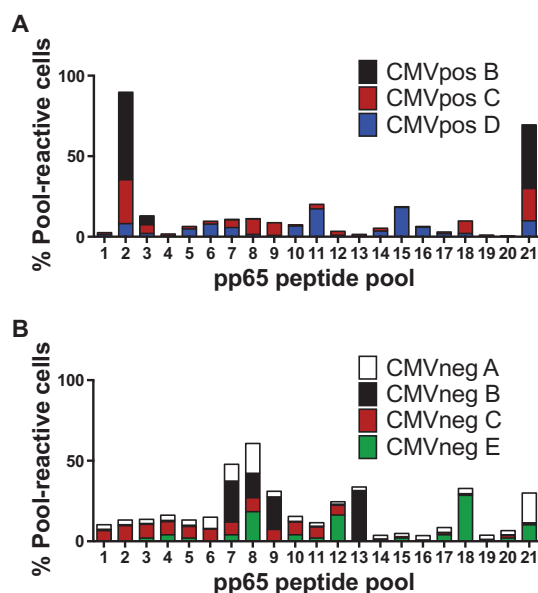 A
% Pool-reactive cells
100
50
0
CMVpos B
CMVpos C
CMVpos D
1 2 3 4 5 6 7 8 9 10 11 12 13 14 15 16 17 18 19 20 21
pp65 peptide pool
B
% Pool-reactive cells
100
50
0
CMVneg A
CMVneg B
CMVneg C
CMVneg E
1 2 3 4 5 6 7 8 9 10 11 12 13 14 15 16 17 18 19 20 21
pp65 peptide pool